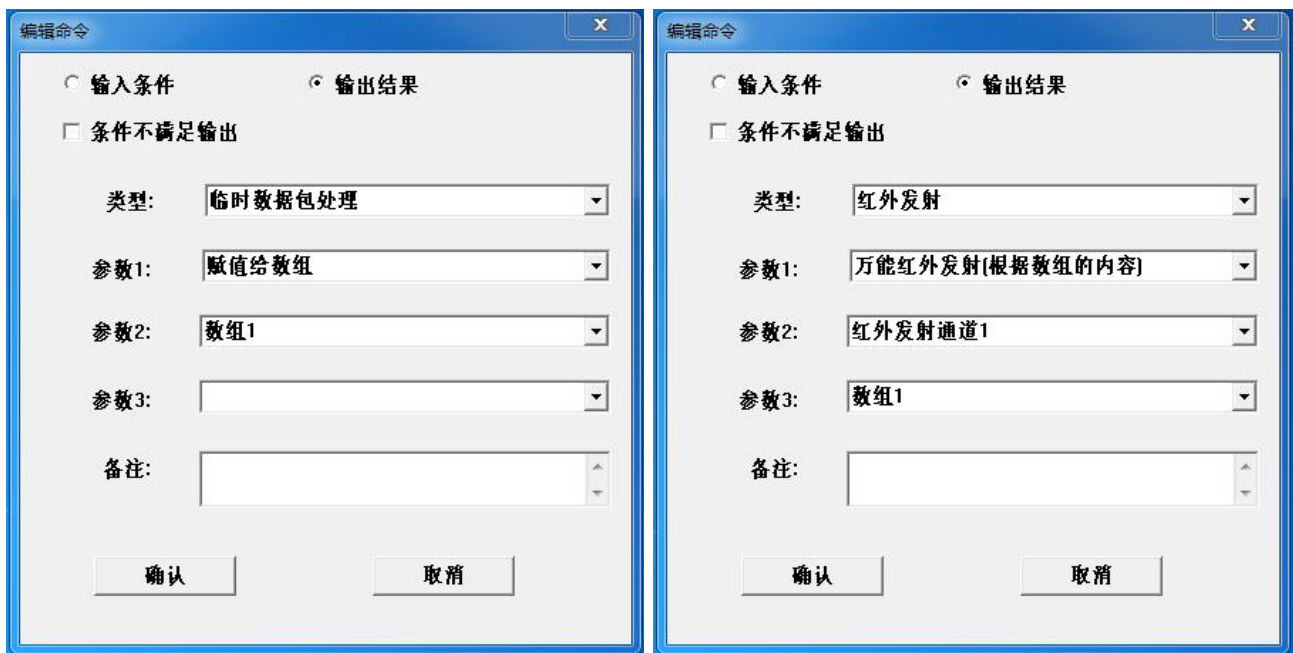 编辑命令
输入条件 输出结果
条件不满足输出
类型: 临时数据包处理
参数1: 赋值给数组
参数2: 数组1
参数3:
备注:
确认 取消
编辑命令
输入条件 输出结果
条件不满足输出
类型: 红外发射
参数1: 万能红外发射(根据数组的内容)
参数2: 红外发射通道1
参数3: 数组1
备注:
确认 取消